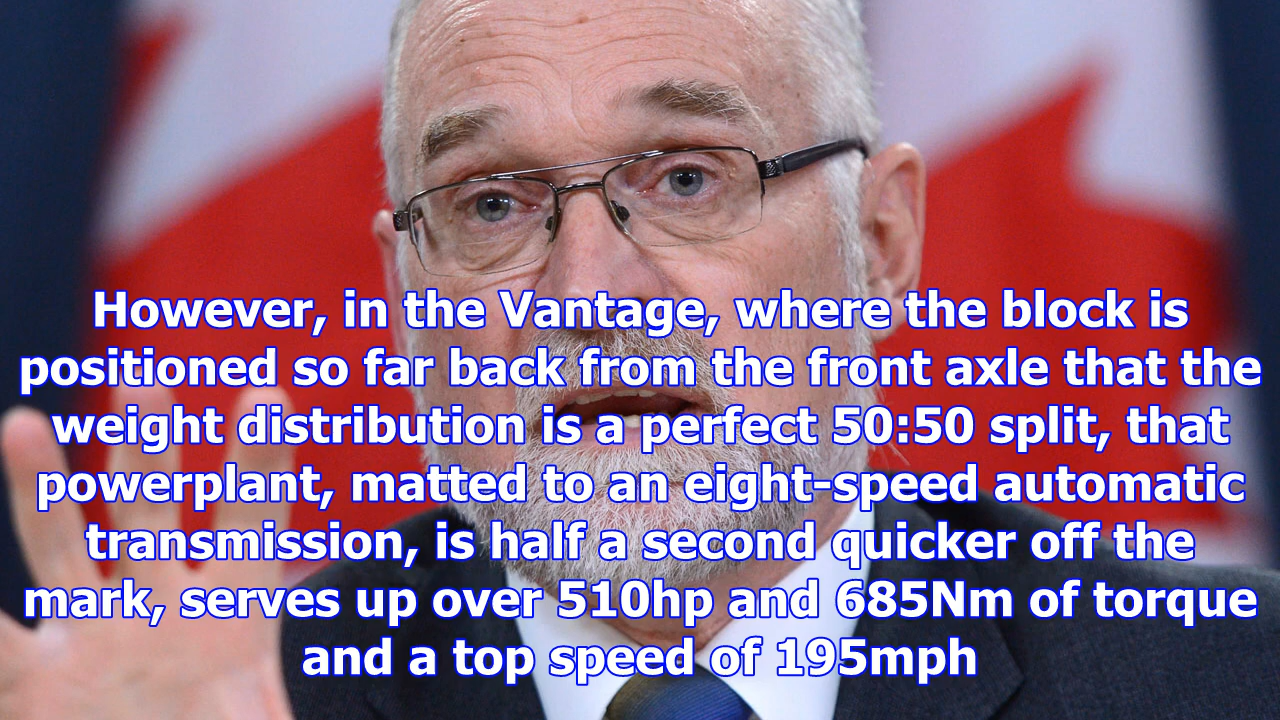 However, in the Vantage, where the block is
positioned so far back from the front axle that the
weight distribution is a perfect 50:50 split, that
powerplant, matted to an eight-speed automatic
transmission, is half a second quicker off the
mark, serves up over 510hp and 685Nm of torque
and a top speed of 195mph